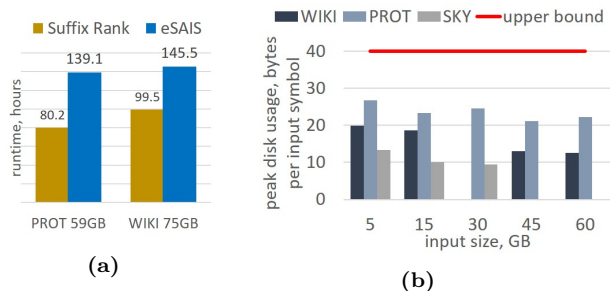 Suffix Rank eSAIS
139.1
145.5
80.2
99.5
runtime, hours
PROT 59GB WIKI 75GB
(a)
WIKI PROT SKY upper bound
peak disk usage, bytes
per input symbol
40
30
20
10
0
5 15 30 45 60
input size, GB
(b)